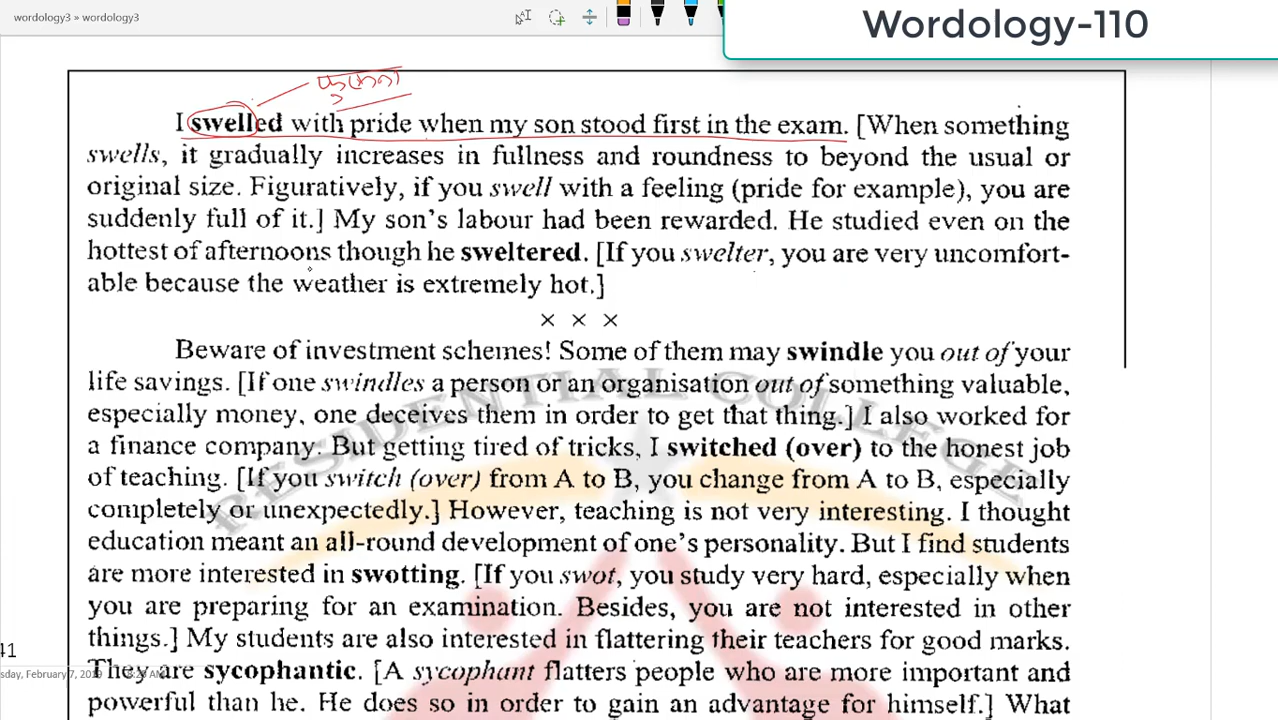 wordology3 » wordology3
Wordology-110
I swelled with pride when my son stood first in the exam. [When something
swells, it gradually increases in fullness and roundness to beyond the usual or
original size. Figuratively, if you swell with a feeling (pride for example), you are
suddenly full of it.] My son's labour had been rewarded. He studied even on the
hottest of afternoons though he sweltered. [If you swelter, you are very uncomfort-
able because the weather is extremely hot.]
× × ×
Beware of investment schemes! Some of them may swindle you out of your
life savings. [If one swindles a person or an organisation out of something valuable,
especially money, one deceives them in order to get that thing.] I also worked for
a finance company. But getting tired of tricks, I switched (over) to the honest job
of teaching. [If you switch (over) from A to B, you change from A to B, especially
completely or unexpectedly.] However, teaching is not very interesting. I thought
education meant an all-round development of one's personality. But I find students
are more interested in swotting. [If you swot, you study very hard, especially when
you are preparing for an examination. Besides, you are not interested in other
things.] My students are also interested in flattering their teachers for good marks.
They are sycophantic. [A sycophant flatters people who are more important and
powerful than he. He does so in order to gain an advantage for himself.] What
41
sday, February 7, AM
RESIDENTIAL COLLEGE